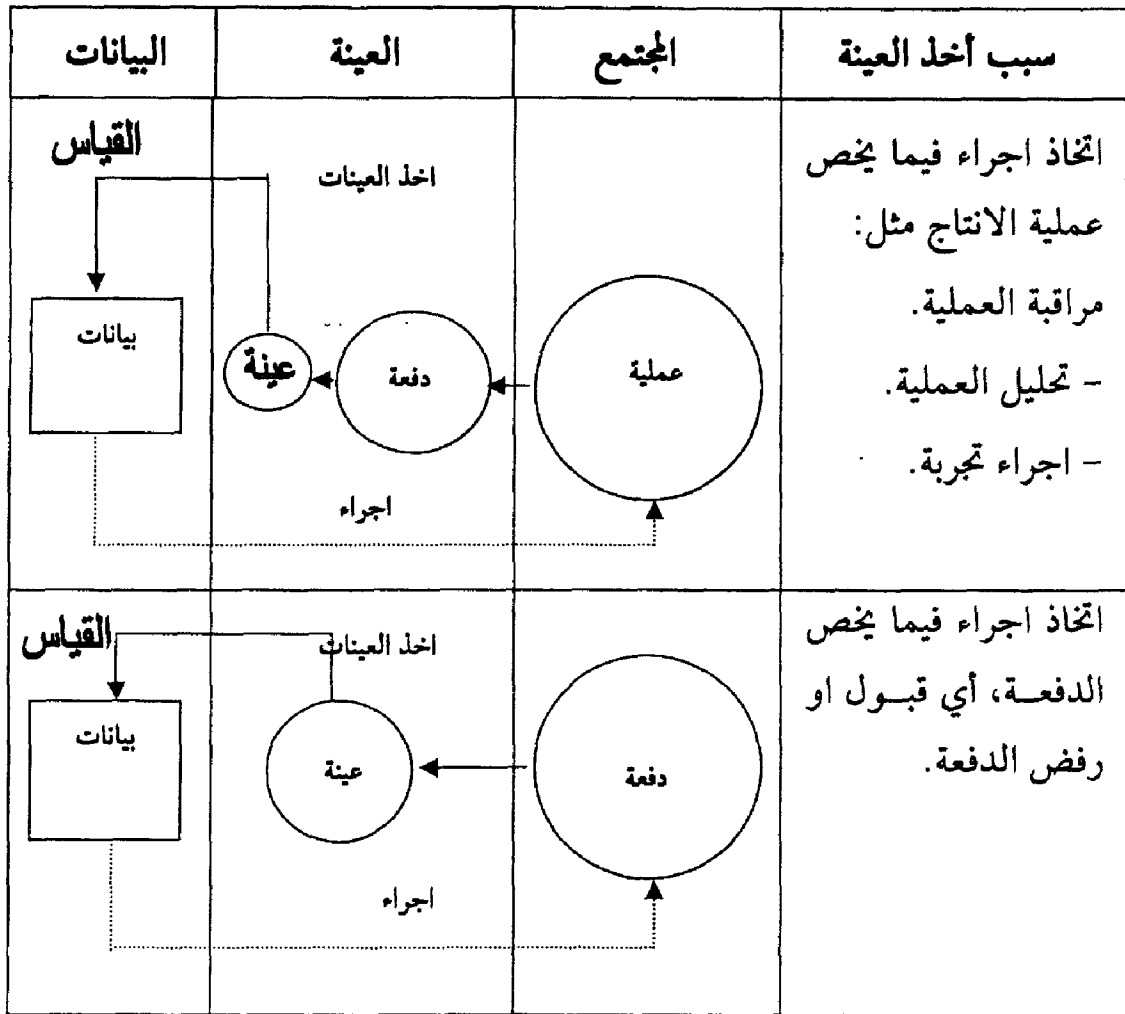 سبب أخذ العينة
المجتمع
العينة
البيانات
اتخاذ اجراء فيما يخص
عملية الانتاج مثل:
مراقبة العملية.
– تحليل العملية.
– اجراء تجربة.
عملية
دفعة
عينة
اخذ العينات
القياس
بيانات
اجراء
اتخاذ اجراء فيما يخص
الدفعــة، أي قبــول او
رفض الدفعة.
دفعة
عينة
اخذ العينات
القياس
بيانات
اجراء